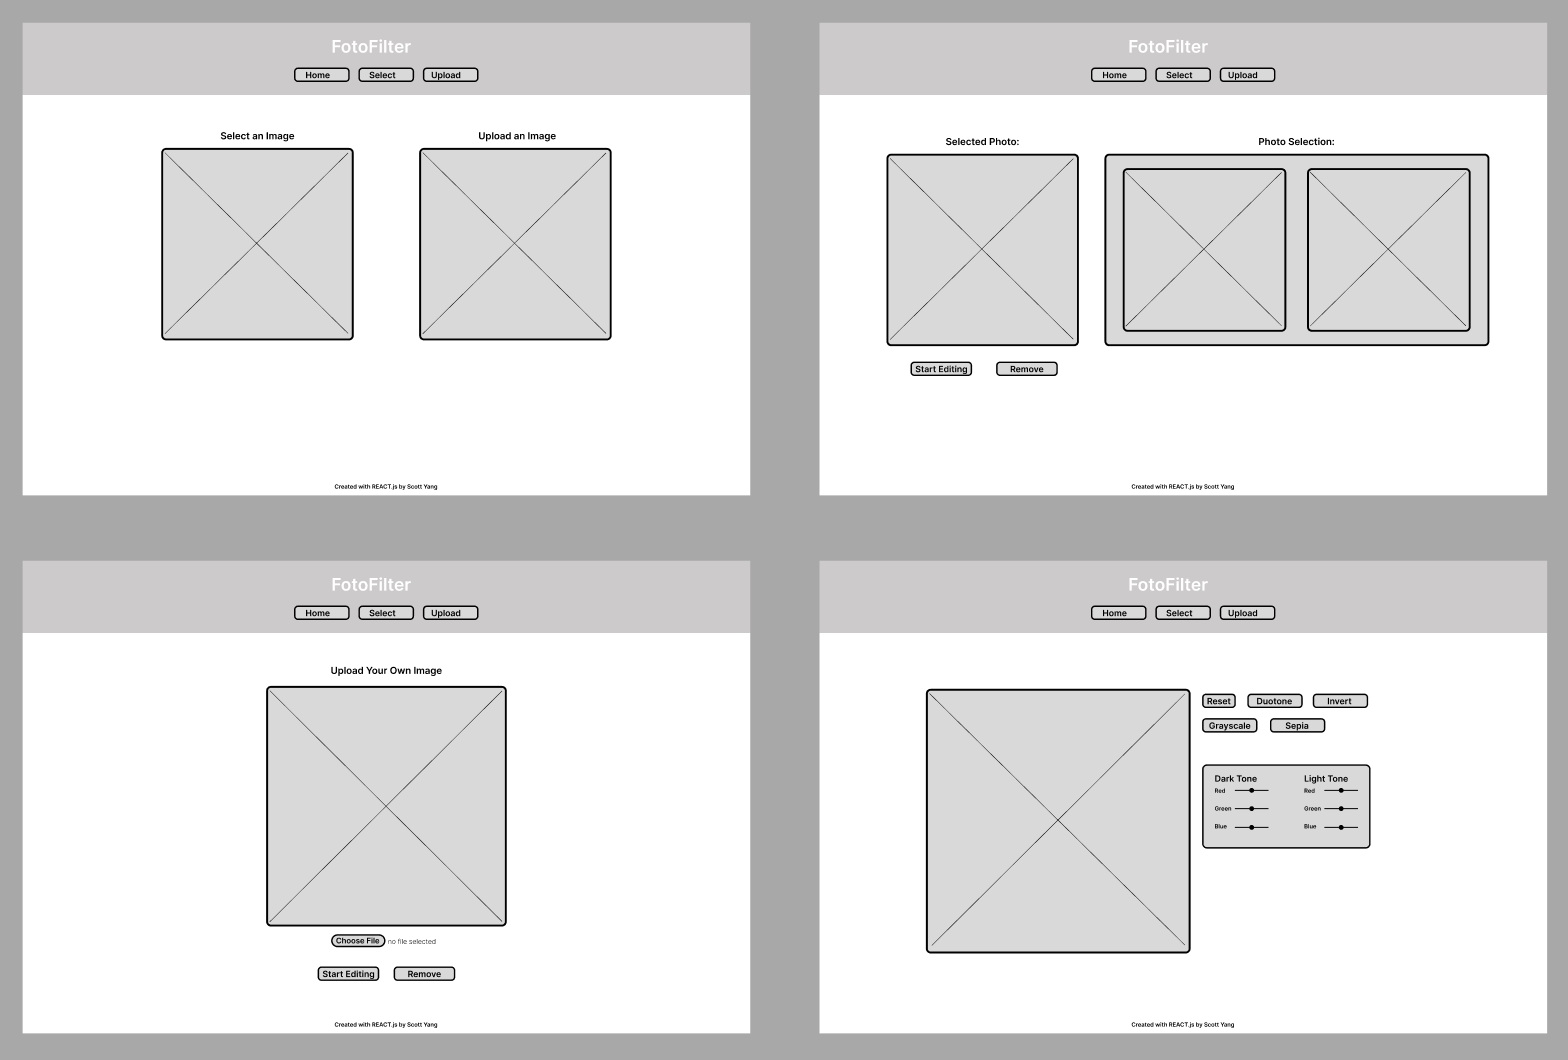 FotoFilter
Home Select Upload
Select an Image Upload an Image
Created with REACT.js by Scott Yang
FotoFilter
Home Select Upload
Selected Photo: Photo Selection:
Start Editing Remove
Created with REACT.js by Scott Yang
FotoFilter
Home Select Upload
Upload Your Own Image
Choose File no file selected
Start Editing Remove
Created with REACT.js by Scott Yang
FotoFilter
Home Select Upload
Reset Duotone Invert
Grayscale Sepia
Dark Tone Light Tone
Red Red
Green Green
Blue Blue
Created with REACT.js by Scott Yang